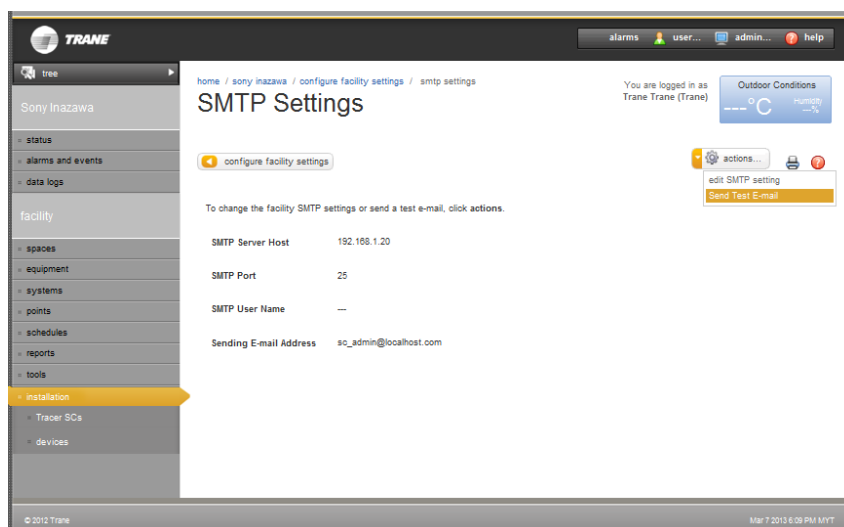 TRANE
alarms user... admin... help
tree
Sony Inazawa
status
alarms and events
data logs
facility
spaces
equipment
systems
points
schedules
reports
tools
installation
Tracer SCs
devices
home / sony inazawa / configure facility settings / smtp settings
SMTP Settings
You are logged in as
Trane Trane (Trane)
Outdoor Conditions
---°C
Humidity
---%
configure facility settings
actions...
edit SMTP setting
Send Test E-mail
To change the facility SMTP settings or send a test e-mail, click actions.
SMTP Server Host 192.168.1.20
SMTP Port 25
SMTP User Name ---
Sending E-mail Address sc_admin@localhost.com
© 2012 Trane
Mar 7 2013 6:09 PM MYT